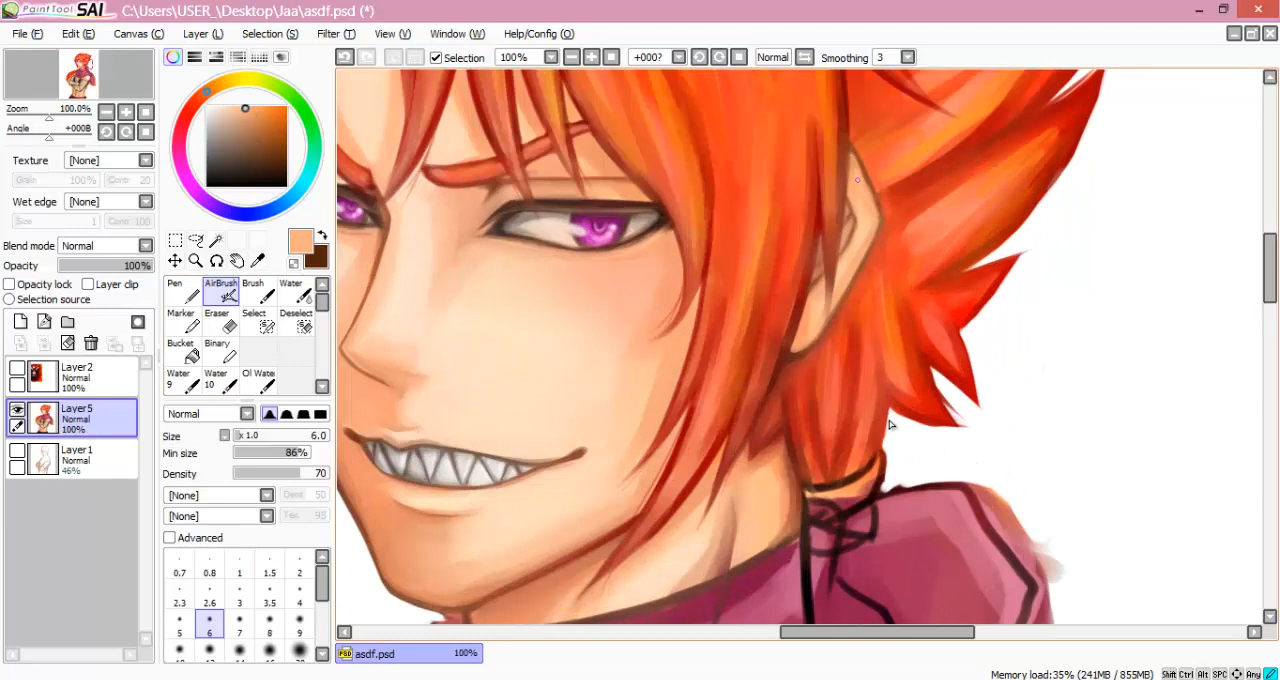 PaintTool SAI C:\Users\USER_\Desktop\Jaa\asdf.psd (*)
File (F) Edit (E) Canvas (C) Layer (L) Selection (S) Filter (T) View (V) Window (W) Help/Config (O)
Selection 100% +000? Normal Smoothing 3
Zoom 100.0%
Angle +000B
Texture [None]
Grain 100% Contr 20
Wet edge [None]
Size 1 Contr 100
Blend mode Normal
Opacity 100%
Opacity lock Layer clip
Selection source
Layer2
Normal
100%
Layer5
Normal
100%
Layer1
Normal
46%
Pen AirBrush Brush Water
Marker Eraser Select Deselect
Bucket Binary
Water 9 Water 10 Oil Water
Normal
Size x 1.0 6.0
Min size 86%
Density 70
[None] Dens 50
[None] 95
Advanced
0.7 0.8 1 1.5 2
2.3 2.6 3 3.5 4
5 6 7 8 9
asdf.psd 100%
Memory load:35% (241MB / 855MB) Shift Ctrl Alt SPC Any